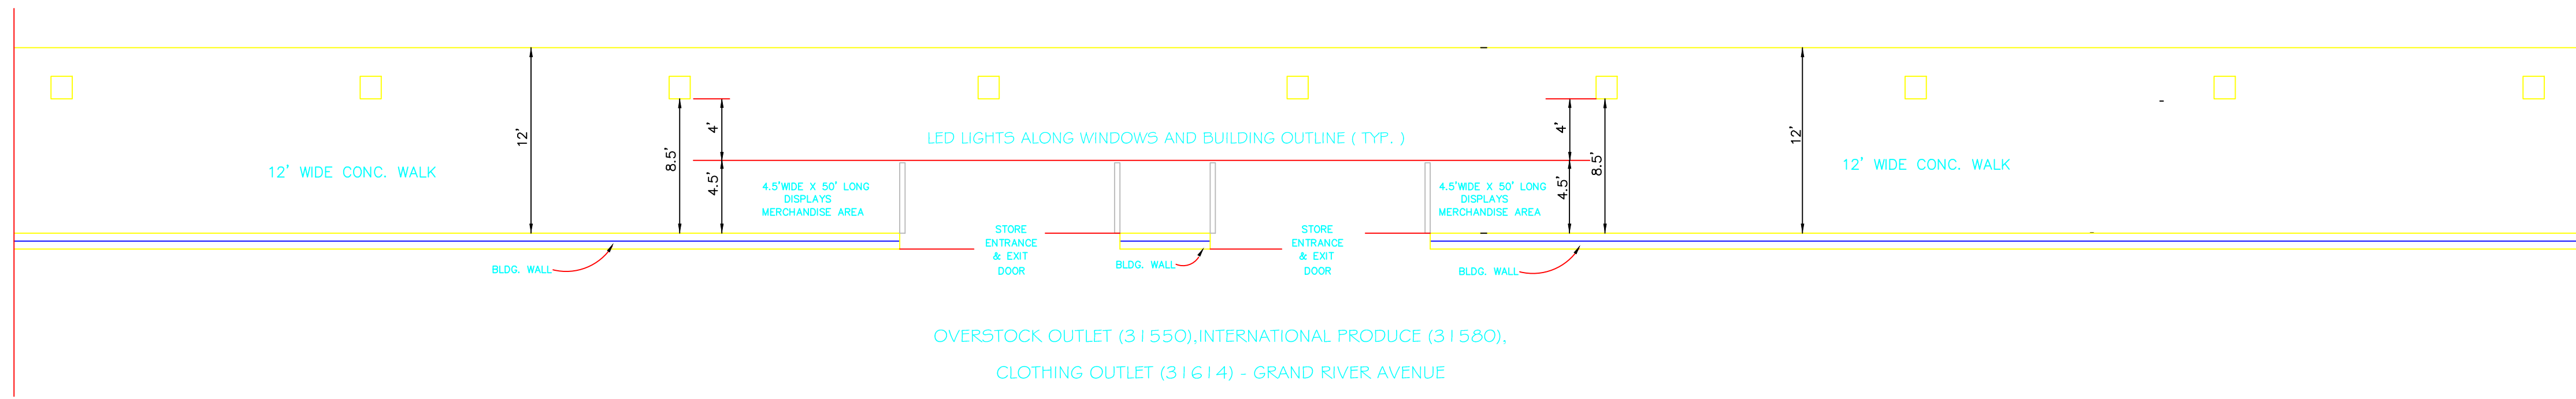 12'
8.5'
4'
4.5'
LED LIGHTS ALONG WINDOWS AND BUILDING OUTLINE ( TYP. )
4'
4.5'
8.5'
12'
12' WIDE CONC. WALK
12' WIDE CONC. WALK
4.5'WIDE X 50' LONG
DISPLAYS
MERCHANDISE AREA
4.5'WIDE X 50' LONG
DISPLAYS
MERCHANDISE AREA
STORE
ENTRANCE
& EXIT
DOOR
STORE
ENTRANCE
& EXIT
DOOR
BLDG. WALL
BLDG. WALL
BLDG. WALL
OVERSTOCK OUTLET (31550),INTERNATIONAL PRODUCE (31580),
CLOTHING OUTLET (31614) - GRAND RIVER AVENUE